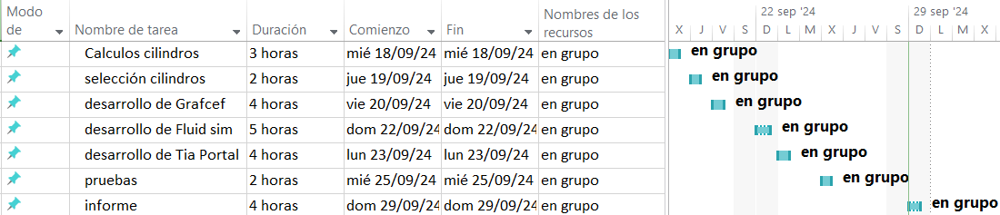 Modo de Nombre de tarea Duración Comienzo Fin Nombres de los recursos
22 sep '24 29 sep '24
X J V S D L M X J V S D L M X
Calculos cilindros 3 horas mié 18/09/24 mié 18/09/24 en grupo en grupo
selección cilindros 2 horas jue 19/09/24 jue 19/09/24 en grupo en grupo
desarrollo de Grafcef 4 horas vie 20/09/24 vie 20/09/24 en grupo en grupo
desarrollo de Fluid sim 5 horas dom 22/09/24 dom 22/09/24 en grupo en grupo
desarrollo de Tia Portal 4 horas lun 23/09/24 lun 23/09/24 en grupo en grupo
pruebas 2 horas mié 25/09/24 mié 25/09/24 en grupo en grupo
informe 4 horas dom 29/09/24 dom 29/09/24 en grupo en grupo